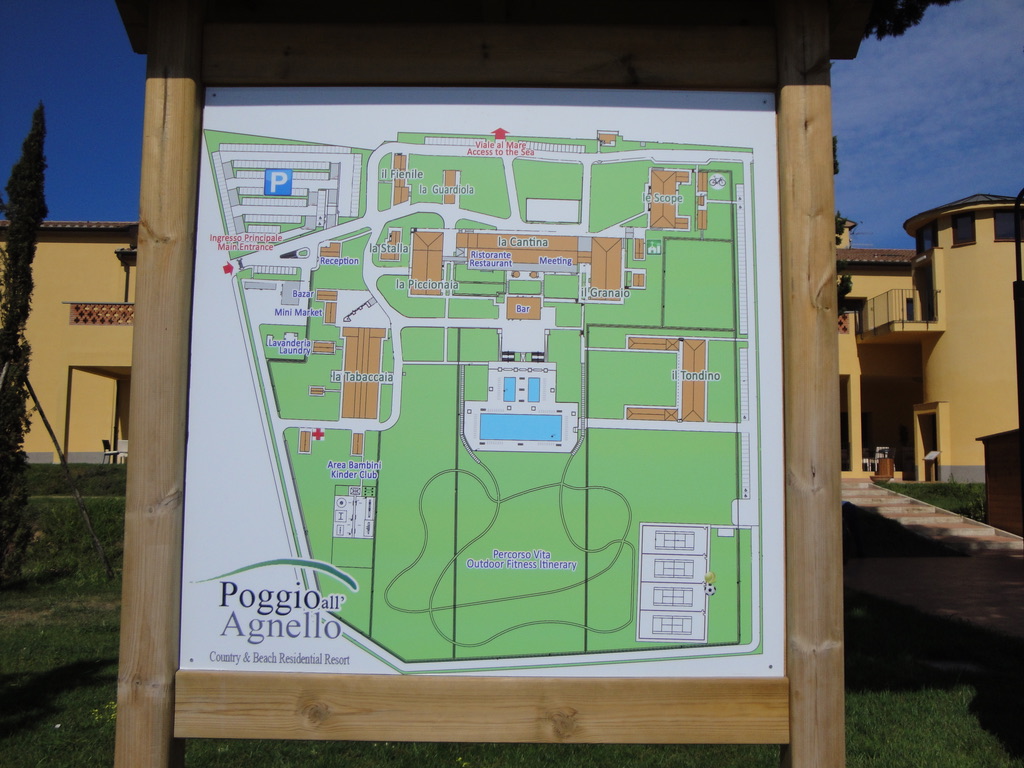 Viale al Mare
Access to the Sea
P
il Fienile
la Guardiola
le Scope
Ingresso Principale
Main Entrance
Reception
la Stalla
la Cantina
Ristorante
Restaurant
Meeting
la Piccionaia
il Granaio
Bazar
Mini Market
Bar
Lavanderia
Laundry
la Tabaccaia
il Tondino
Area Bambini
Kinder Club
Percorso Vita
Outdoor Fitness Itinerary
Poggio all'
Agnello
Country & Beach Residential Resort